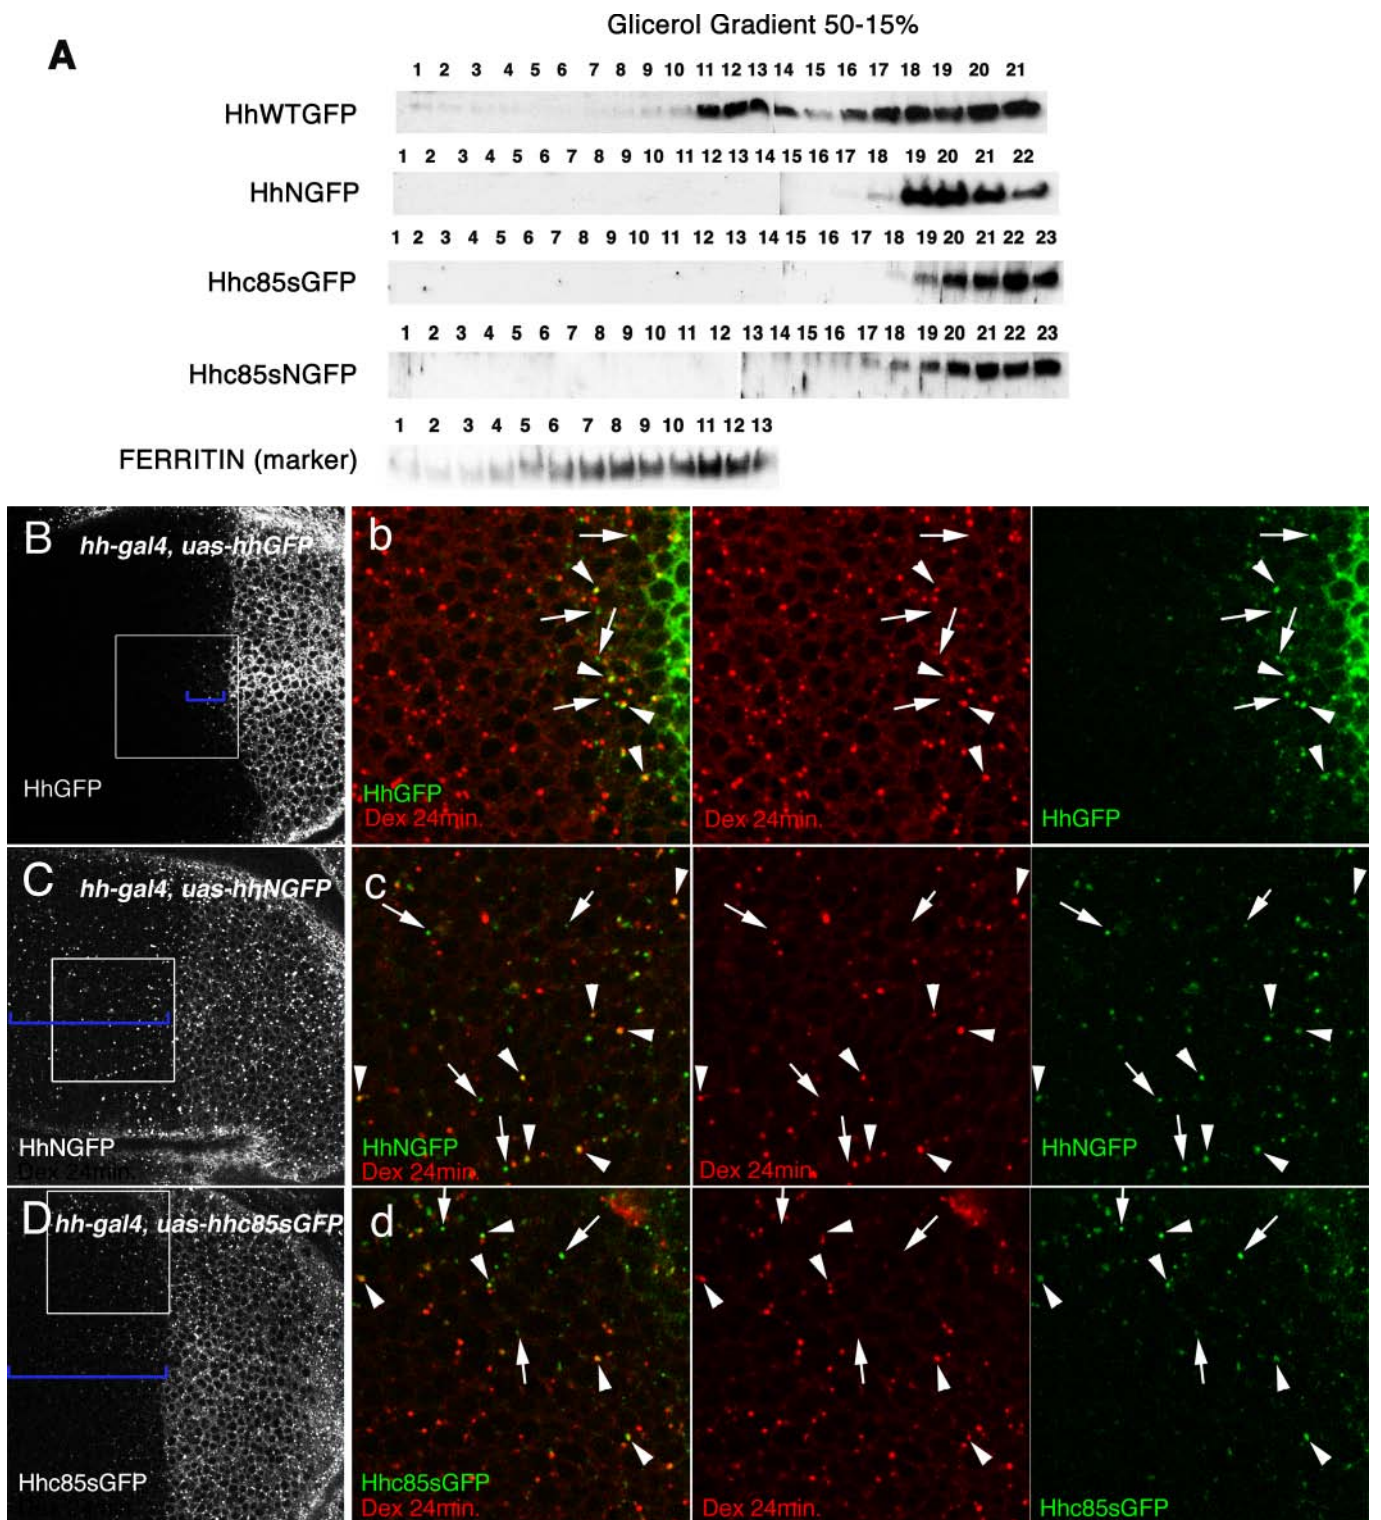 Glicerol Gradient 50-15%
A
1 2 3 4 5 6 7 8 9 10 11 12 13 14 15 16 17 18 19 20 21
HhWTGFP
1 2 3 4 5 6 7 8 9 10 11 12 13 14 15 16 17 18 19 20 21 22
HhNGFP
1 2 3 4 5 6 7 8 9 10 11 12 13 14 15 16 17 18 19 20 21 22 23
Hhc85sGFP
1 2 3 4 5 6 7 8 9 10 11 12 13 14 15 16 17 18 19 20 21 22 23
Hhc85sNGFP
1 2 3 4 5 6 7 8 9 10 11 12 13
FERRITIN (marker)
B hh-gal4, uas-hhGFP
HhGFP
b
HhGFP
Dex 24min.
Dex 24min.
HhGFP
C hh-gal4, uas-hhNGFP
HhNGFP
Dex 24min.
c
HhNGFP
Dex 24min.
Dex 24min.
HhNGFP
D hh-gal4, uas-hhc85sGFP
Hhc85sGFP
d
Hhc85sGFP
Dex 24min.
Dex 24min.
Hhc85sGFP